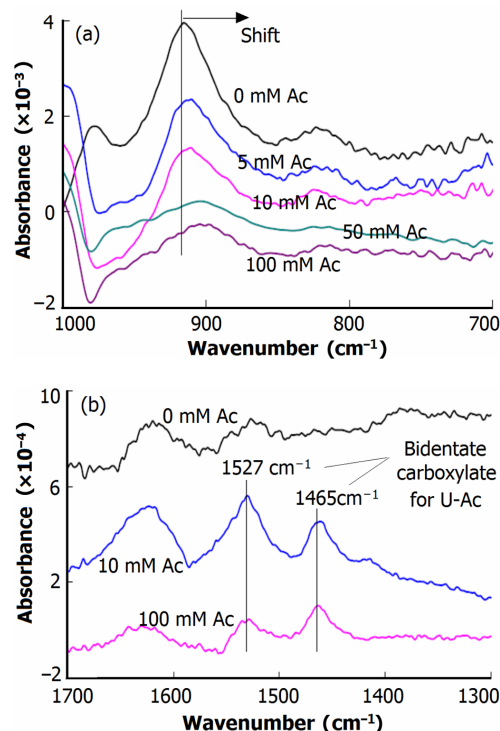 (a)
Shift
0 mM Ac
5 mM Ac
10 mM Ac
50 mM Ac
100 mM Ac
Absorbance (×10⁻³)
4
2
0
−2
1000 900 800 700
Wavenumber (cm⁻¹)
(b)
0 mM Ac
1527 cm⁻¹
Bidentate
carboxylate
for U-Ac
1465cm⁻¹
10 mM Ac
100 mM Ac
Absorbance (×10⁻⁴)
10
6
2
−2
1700 1600 1500 1400 1300
Wavenumber (cm⁻¹)